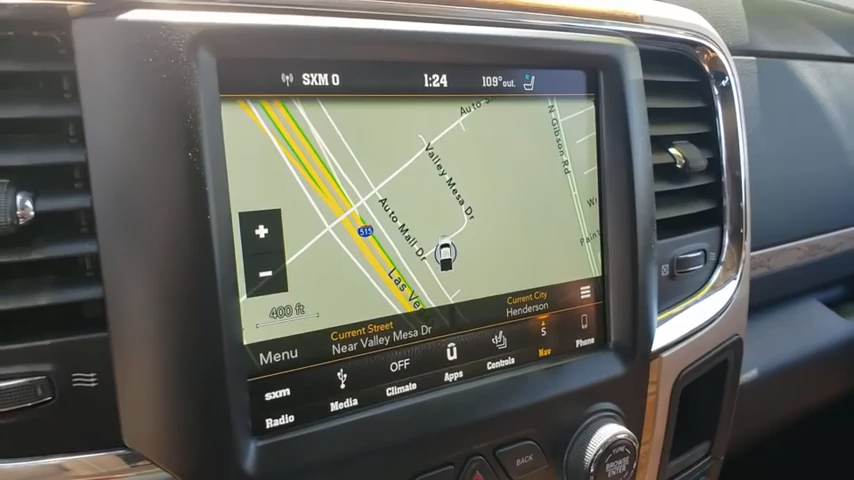 SXM 0 1:24 109°out
Auto S
N Gibson Rd
Valley Mesa Dr
515
Auto Mall Dr
Las Ve
400 ft
Current Street
Near Valley Mesa Dr
Current City
Henderson
Menu
OFF
S
sxm
Radio
Media
Climate
Apps
Controls
Nav
Phone
BACK
BROWSE
ENTER